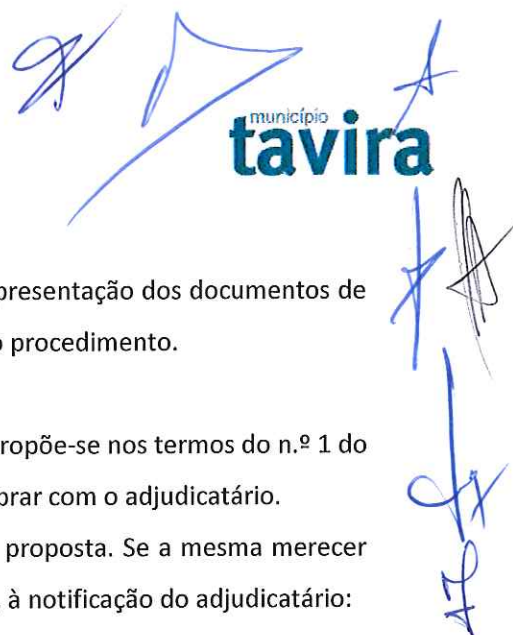 município
tavira
presentação dos documentos de
o procedimento.
ropõe-se nos termos do n.º 1 do
brar com o adjudicatário.
proposta. Se a mesma merecer
à notificação do adjudicatário: